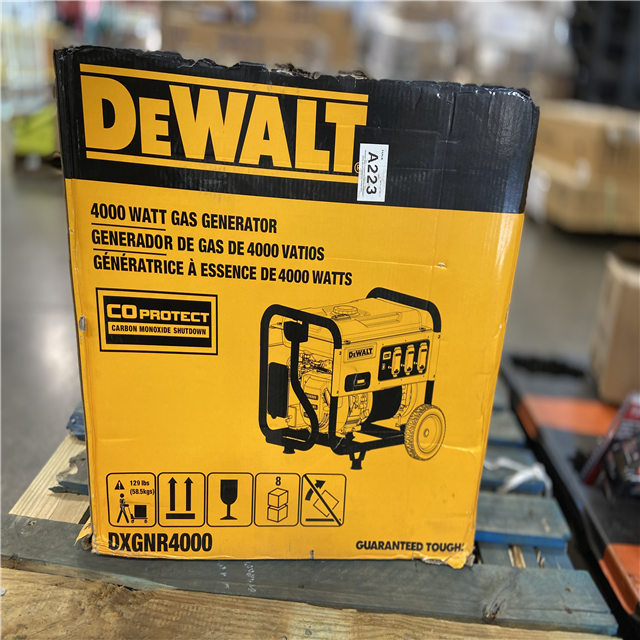 DEWALT
A223
4000 WATT GAS GENERATOR
GENERADOR DE GAS DE 4000 VATIOS
GÉNÉRATRICE À ESSENCE DE 4000 WATTS
CO PROTECT
CARBON MONOXIDE SHUTDOWN
DEWALT
129 lbs
(58.5kgs)
8
DXGNR4000
GUARANTEED TOUGH.